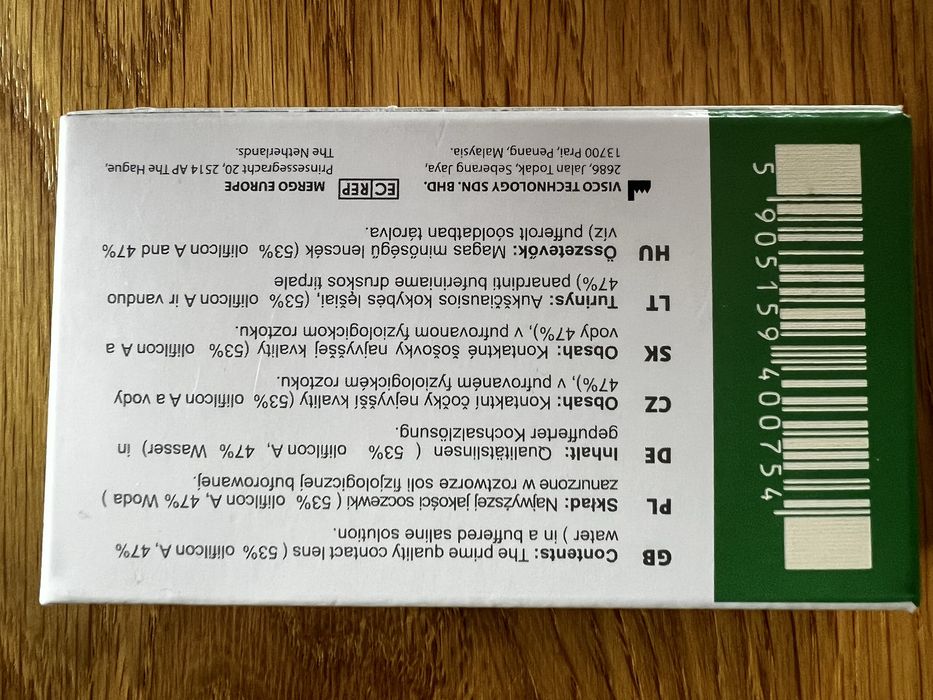 GB Contents: The prime quality contact lens ( 53% olifilcon A, 47%
water ) in a buffered saline solution.
PL Skład: Najwyższej jakości soczewki ( 53% olifilcon A, 47% Woda )
zanurzone w roztworze soli fizjologicznej buforowanej.
DE Inhalt: Qualitätslinsen ( 53% olifilcon A, 47% Wasser) in
gepufferter Kochsalzlösung.
CZ Obsah: Kontaktní čočky nejvyšší kvality (53% olifilcon A a vody
47%), v pufrovaném fyziologickém roztoku.
SK Obsah: Kontaktné šošovky najvyššej kvality (53% olifilcon A a
vody 47%), v pufrovanom fyziologickom roztoku.
LT Turinys: Aukščiausios kokybės lęšiai, (53% olifilcon A ir vanduo
47%) panardinti buferiniame druskos tirpale
HU Összetevők: Magas minőségű lencsék (53% olifilcon A and 47%
víz) pufferolt sóoldatban tárolva.
VISCO TECHNOLOGY SDN. BHD.
2686, Jalan Todak, Seberang Jaya,
13700 Prai, Penang, Malaysia.
EC REP
MERGO EUROPE
Prinsessegracht 20, 2514 AP The Hague,
The Netherlands.
5 905159 400754